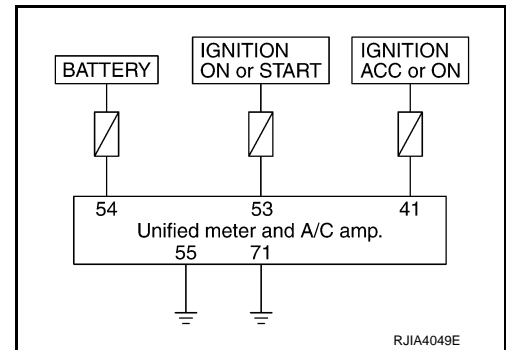 BATTERY
IGNITION
ON or START
IGNITION
ACC or ON
54 53 41
Unified meter and A/C amp.
55 71
RJIA4049E